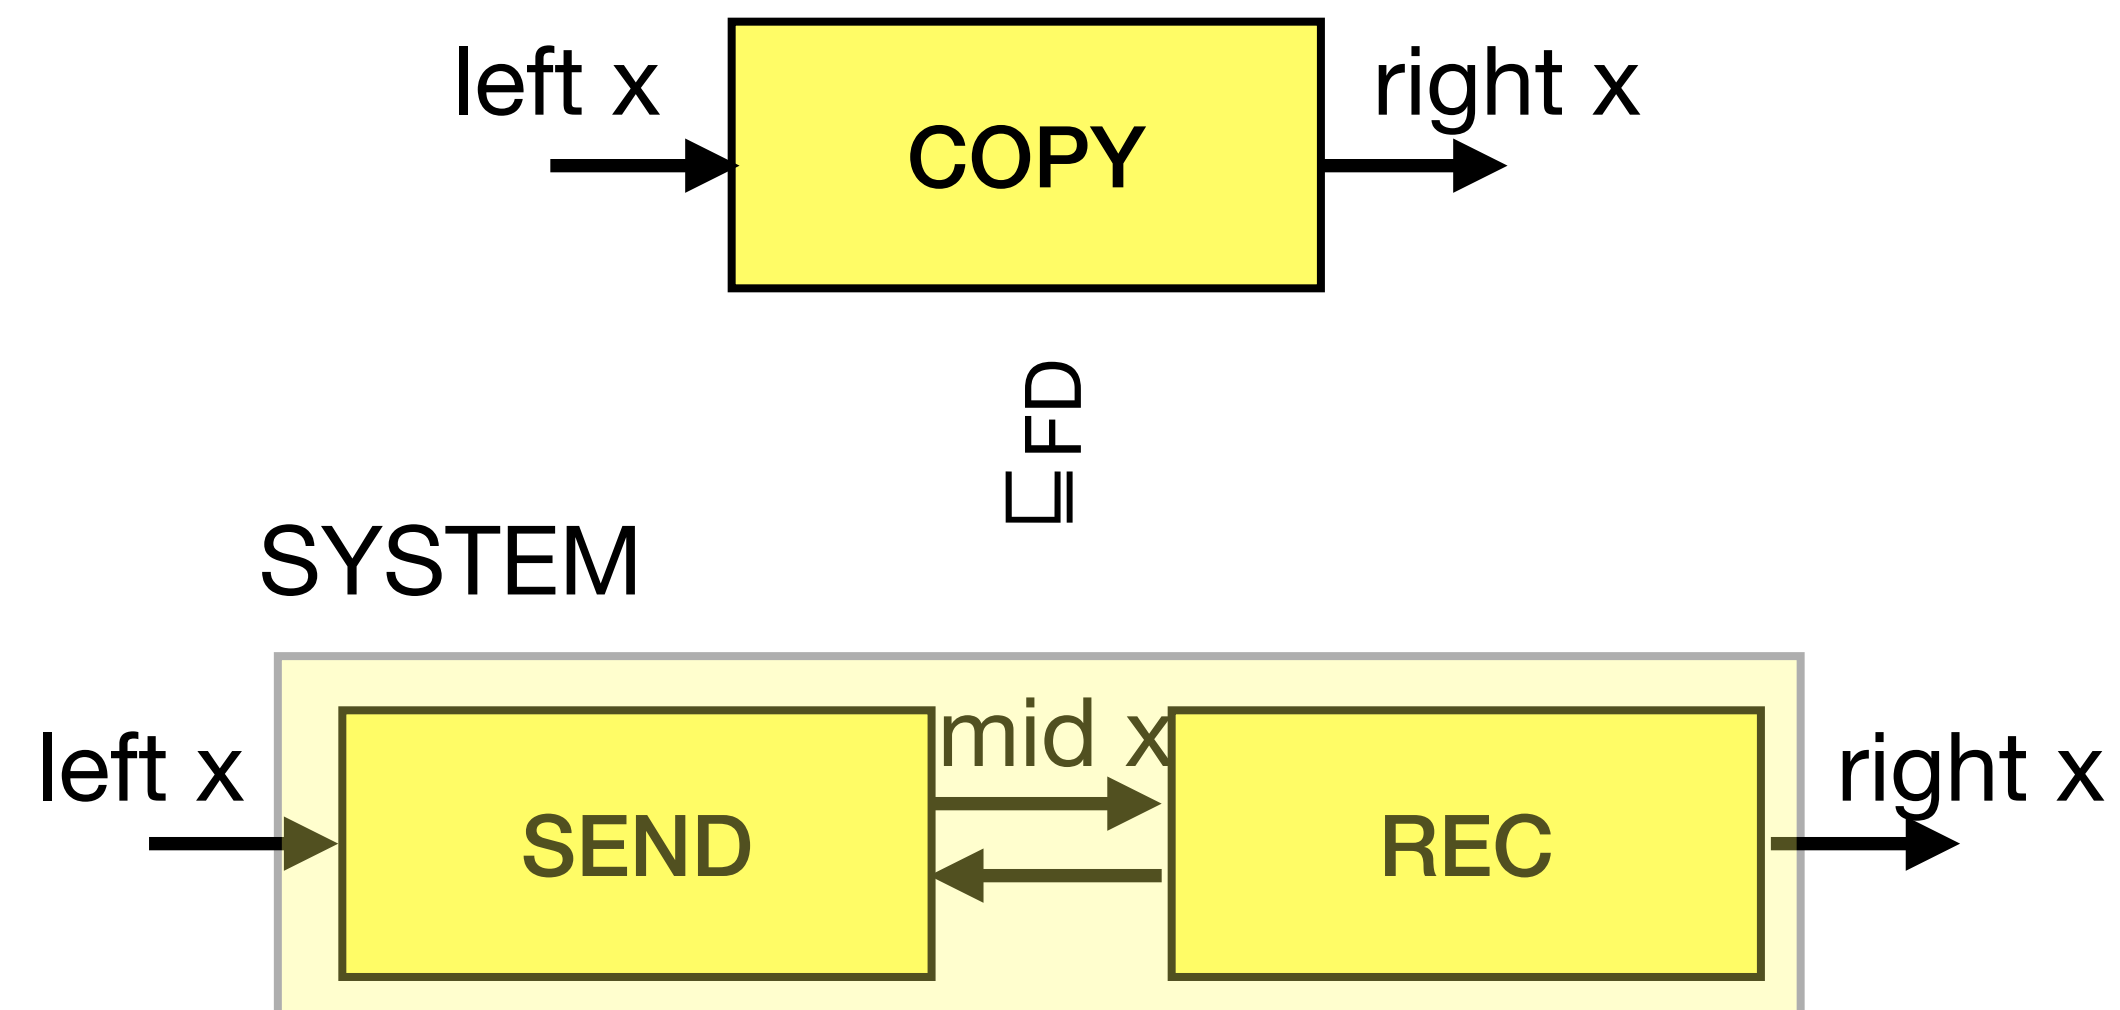 left x
right x
COPY
⊑FD
SYSTEM
mid x
left x
right x
SEND
REC